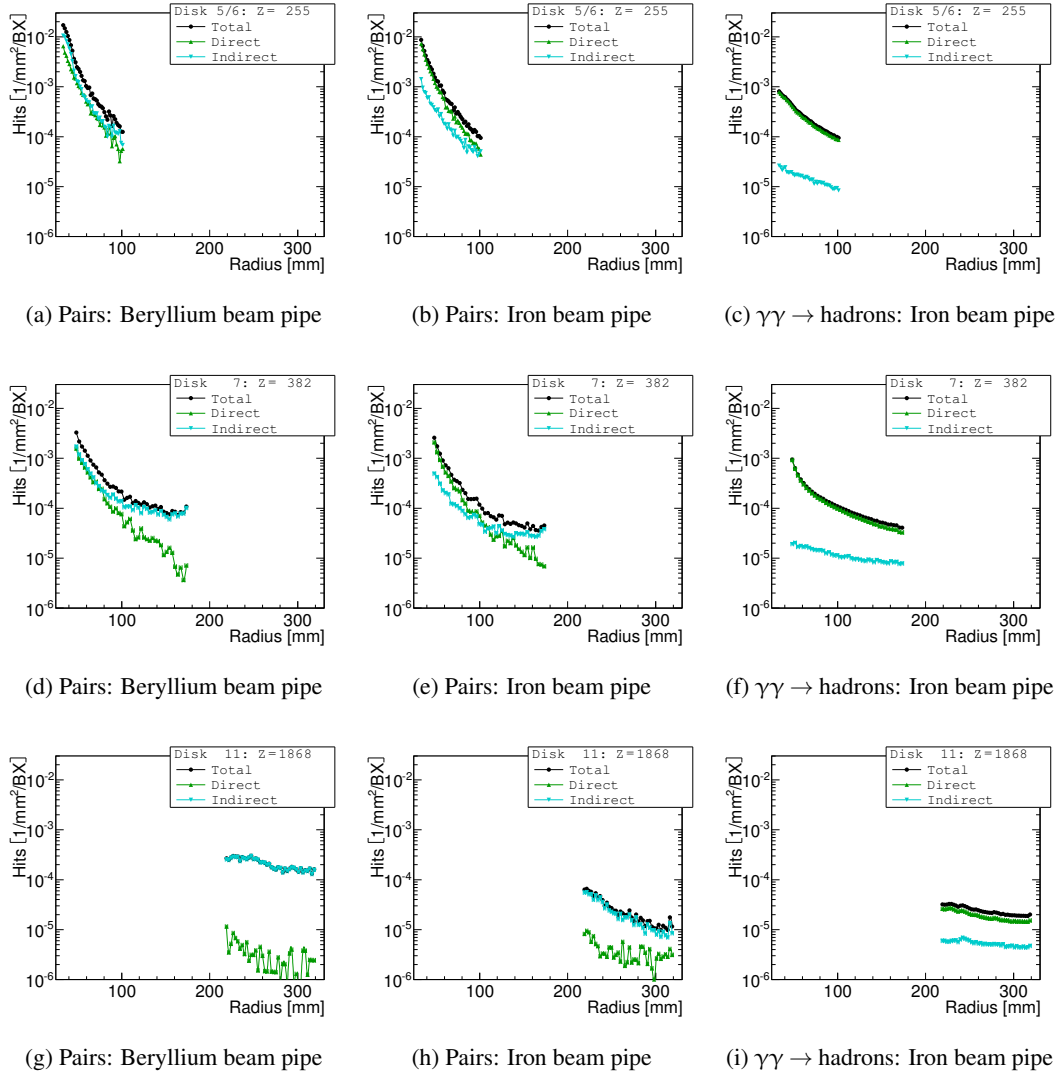 Disk 5/6: Z= 255
Total
Direct
Indirect
Hits [1/mm²/BX]
10⁻²
10⁻³
10⁻⁴
10⁻⁵
10⁻⁶
100 200 300
Radius [mm]
Disk 5/6: Z= 255
Total
Direct
Indirect
Hits [1/mm²/BX]
10⁻²
10⁻³
10⁻⁴
10⁻⁵
10⁻⁶
100 200 300
Radius [mm]
Disk 5/6: Z= 255
Total
Direct
Indirect
Hits [1/mm²/BX]
10⁻²
10⁻³
10⁻⁴
10⁻⁵
10⁻⁶
100 200 300
Radius [mm]
(a) Pairs: Beryllium beam pipe
(b) Pairs: Iron beam pipe
(c) γγ → hadrons: Iron beam pipe
Disk 7: Z= 382
Total
Direct
Indirect
Hits [1/mm²/BX]
10⁻²
10⁻³
10⁻⁴
10⁻⁵
10⁻⁶
100 200 300
Radius [mm]
Disk 7: Z= 382
Total
Direct
Indirect
Hits [1/mm²/BX]
10⁻²
10⁻³
10⁻⁴
10⁻⁵
10⁻⁶
100 200 300
Radius [mm]
Disk 7: Z= 382
Total
Direct
Indirect
Hits [1/mm²/BX]
10⁻²
10⁻³
10⁻⁴
10⁻⁵
10⁻⁶
100 200 300
Radius [mm]
(d) Pairs: Beryllium beam pipe
(e) Pairs: Iron beam pipe
(f) γγ → hadrons: Iron beam pipe
Disk 11: Z=1868
Total
Direct
Indirect
Hits [1/mm²/BX]
10⁻²
10⁻³
10⁻⁴
10⁻⁵
10⁻⁶
100 200 300
Radius [mm]
Disk 11: Z=1868
Total
Direct
Indirect
Hits [1/mm²/BX]
10⁻²
10⁻³
10⁻⁴
10⁻⁵
10⁻⁶
100 200 300
Radius [mm]
Disk 11: Z=1868
Total
Direct
Indirect
Hits [1/mm²/BX]
10⁻²
10⁻³
10⁻⁴
10⁻⁵
10⁻⁶
100 200 300
Radius [mm]
(g) Pairs: Beryllium beam pipe
(h) Pairs: Iron beam pipe
(i) γγ → hadrons: Iron beam pipe